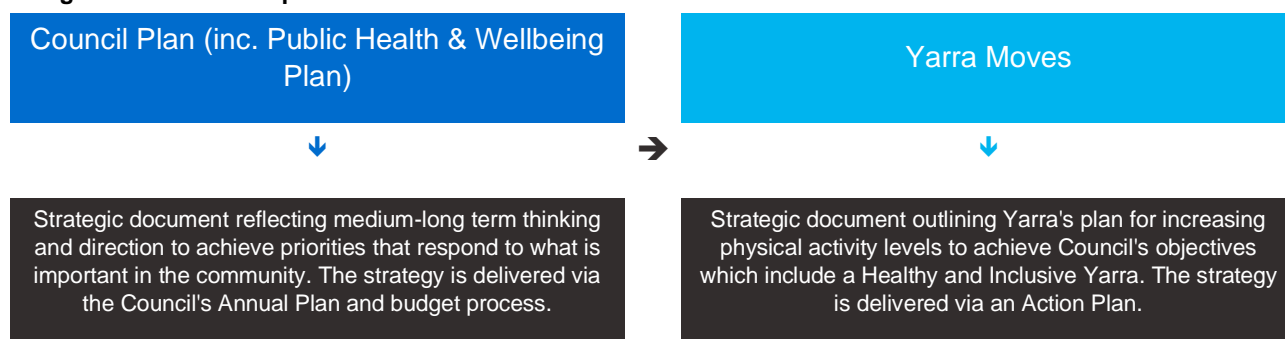 Council Plan (inc. Public Health & Wellbeing
Plan)
Yarra Moves
Strategic document reflecting medium-long term thinking
and direction to achieve priorities that respond to what is
important in the community. The strategy is delivered via
the Council's Annual Plan and budget process.
Strategic document outlining Yarra's plan for increasing
physical activity levels to achieve Council's objectives
which include a Healthy and Inclusive Yarra. The strategy
is delivered via an Action Plan.